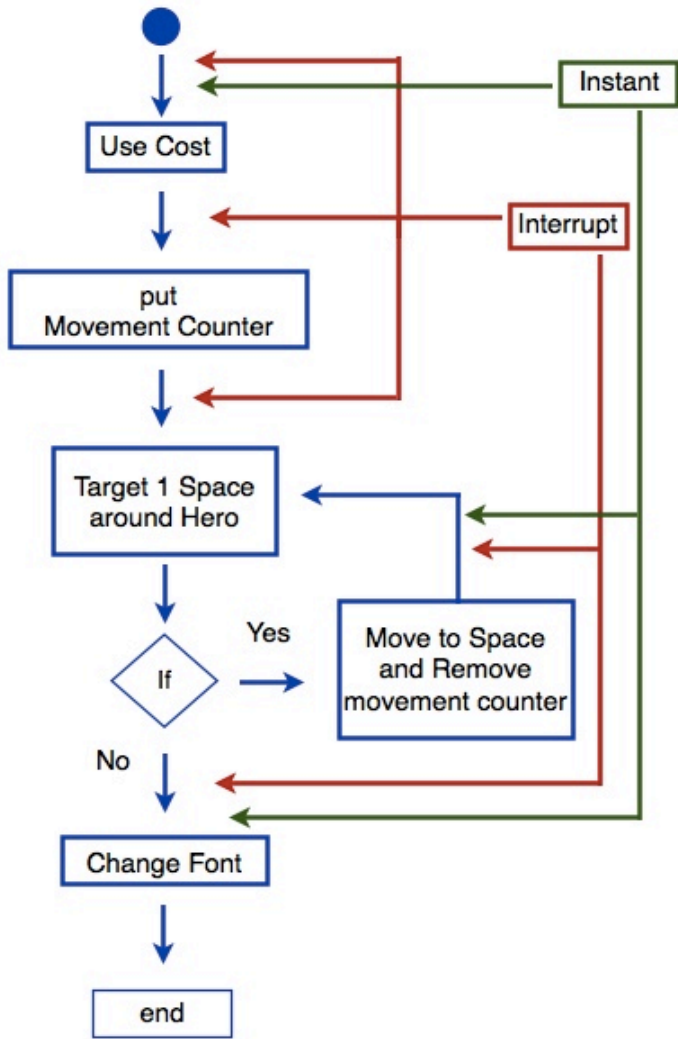 Instant
Use Cost
Interrupt
put
Movement Counter
Target 1 Space
around Hero
Yes
If
Move to Space
and Remove
movement counter
No
Change Font
end